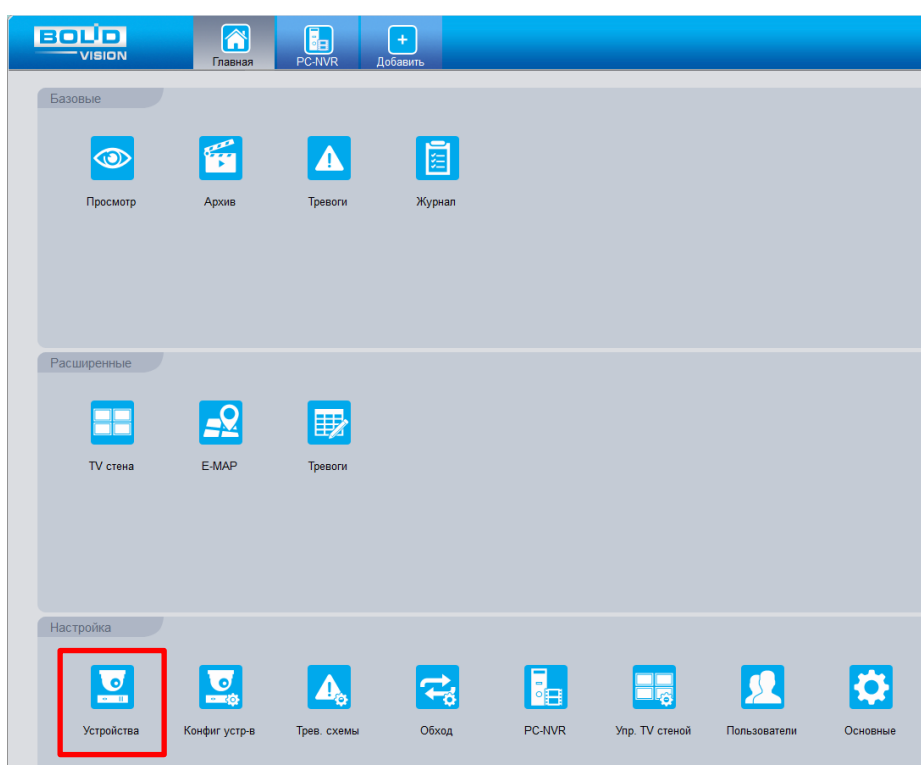 BOLID
VISION
Главная
PC-NVR
Добавить
Базовые
Просмотр
Архив
Тревоги
Журнал
Расширенные
TV стена
E-MAP
Тревоги
Настройка
Устройства
Конфиг устр-в
Трев. схемы
Обход
PC-NVR
Упр. TV стеной
Пользователи
Основные